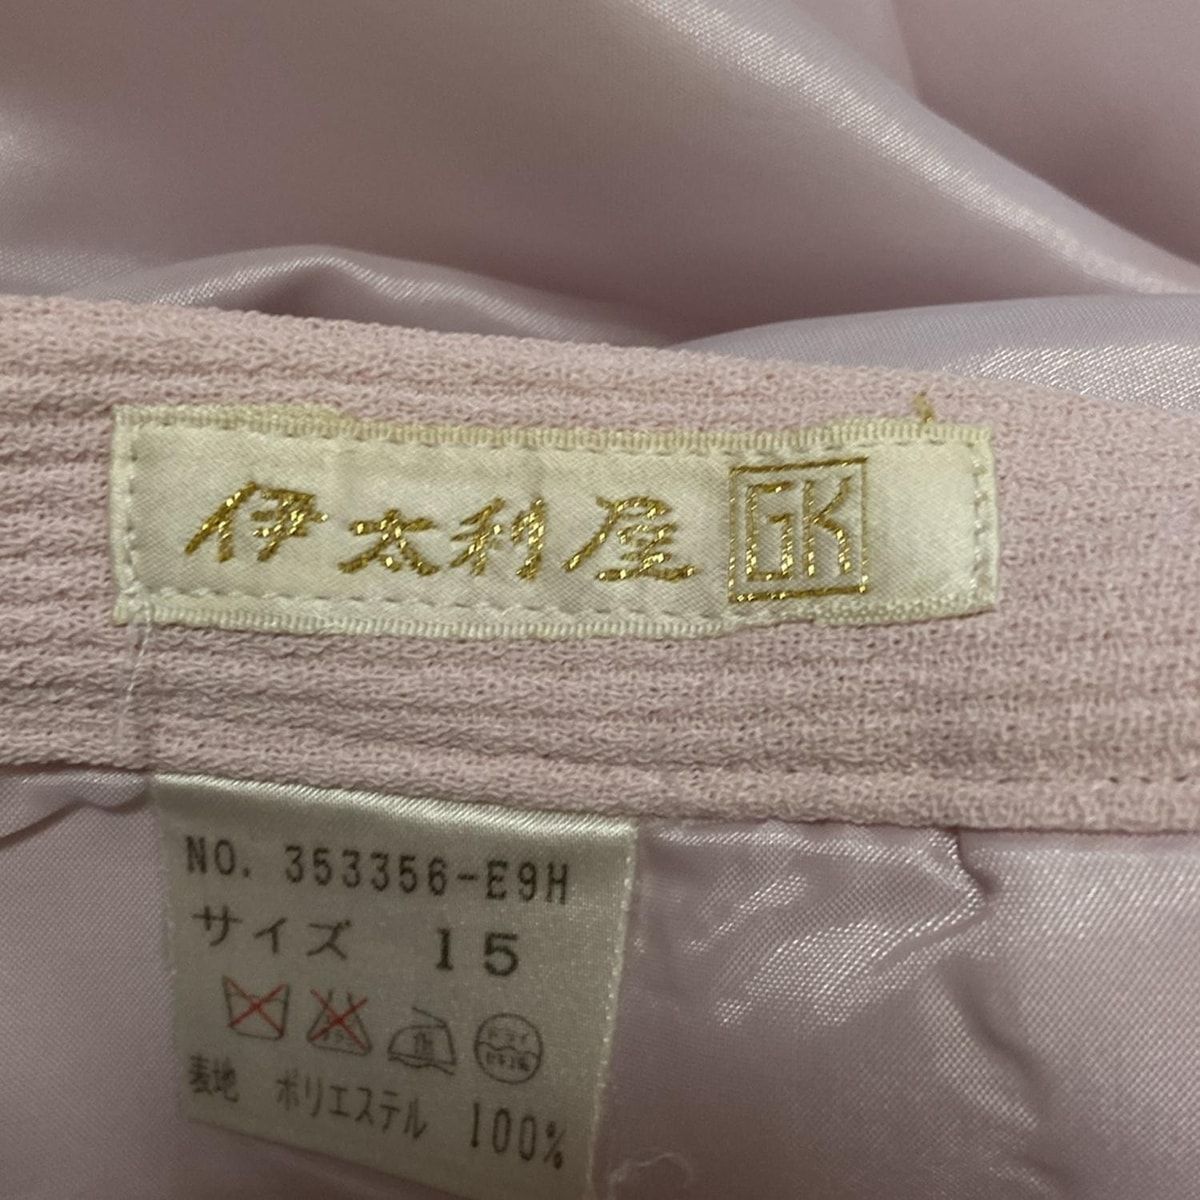 伊太利屋 GK
NO. 353356-E9H
サイズ 15
表地 ポリエステル 100%